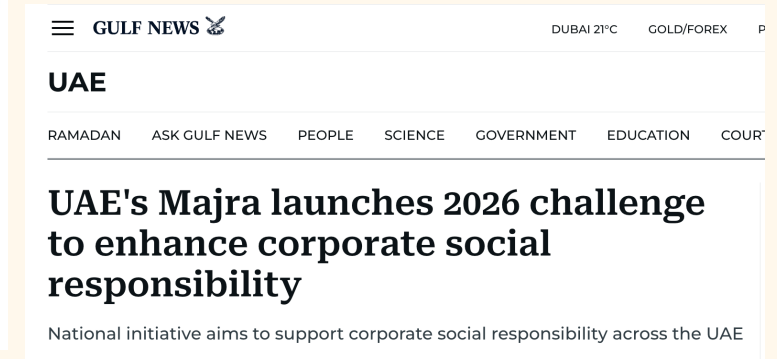 GULF NEWS DUBAI 21°C GOLD/FOREX P
UAE
RAMADAN ASK GULF NEWS PEOPLE SCIENCE GOVERNMENT EDUCATION COURT
UAE's Majra launches 2026 challenge
to enhance corporate social
responsibility
National initiative aims to support corporate social responsibility across the UAE